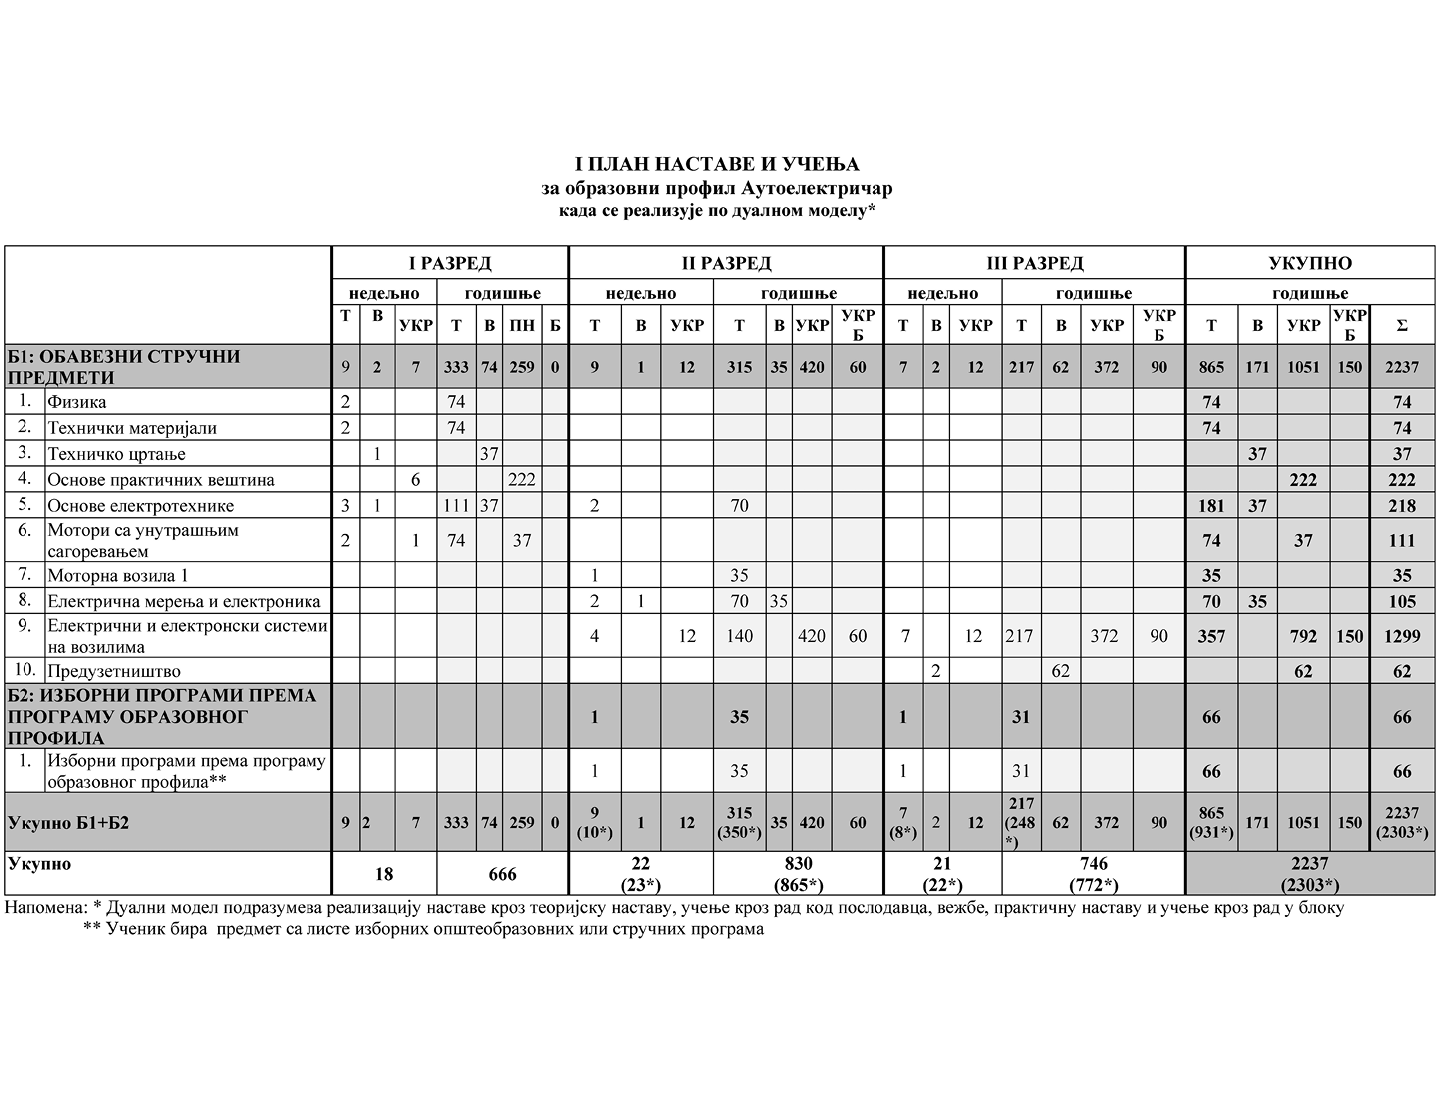 I ПЛАН НАСТАВЕ И УЧЕЊА
за образовни профил Аутоелектричар
када се реализује по дуалном моделу*
I РАЗРЕД II РАЗРЕД III РАЗРЕД УКУПНО
недељно годишње недељно годишње недељно годишње годишње
Т В УКР Т В ПН Б Т В УКР Т В УКР УКР Б Т В УКР Т В УКР УКР Б Т В УКР УКР Б Σ
Б1: ОБАВЕЗНИ СТРУЧНИ
ПРЕДМЕТИ 9 2 7 333 74 259 0 9 1 12 315 35 420 60 7 2 12 217 62 372 90 865 171 1051 150 2237
1. Физика 2 74 74 74
2. Технички материјали 2 74 74 74
3. Техничко цртање 1 37 37 37
4. Основе практичних вештина 6 222 222 222
5. Основе електротехнике 3 1 111 37 2 70 181 37 218
6. Мотори са унутрашњим
сагоревањем 2 1 74 37 74 37 111
7. Моторна возила 1 1 35 35 35
8. Електрична мерења и електроника 2 1 70 35 70 35 105
9. Електрични и електронски системи
на возилима 4 12 140 420 60 7 12 217 372 90 357 792 150 1299
10. Предузетништво 2 62 62 62
Б2: ИЗБОРНИ ПРОГРАМИ ПРЕМА
ПРОГРАМУ ОБРАЗОВНОГ
ПРОФИЛА 1 35 1 31 66 66
1. Изборни програми према програму
образовног профила** 1 35 1 31 66 66
Укупно Б1+Б2 9 2 7 333 74 259 0 9 (10*) 1 12 315 (350*) 35 420 60 7 (8*) 2 12 217 (248 *) 62 372 90 865 (931*) 171 1051 150 2237 (2303*)
Укупно 18 666 22 (23*) 830 (865*) 21 (22*) 746 (772*) 2237 (2303*)
Напомена: * Дуални модел подразумева реализацију наставе кроз теоријску наставу, учење кроз рад код послодавца, вежбе, практичну наставу и учење кроз рад у блоку
** Ученик бира предмет са листе изборних општеобразовних или стручних програма